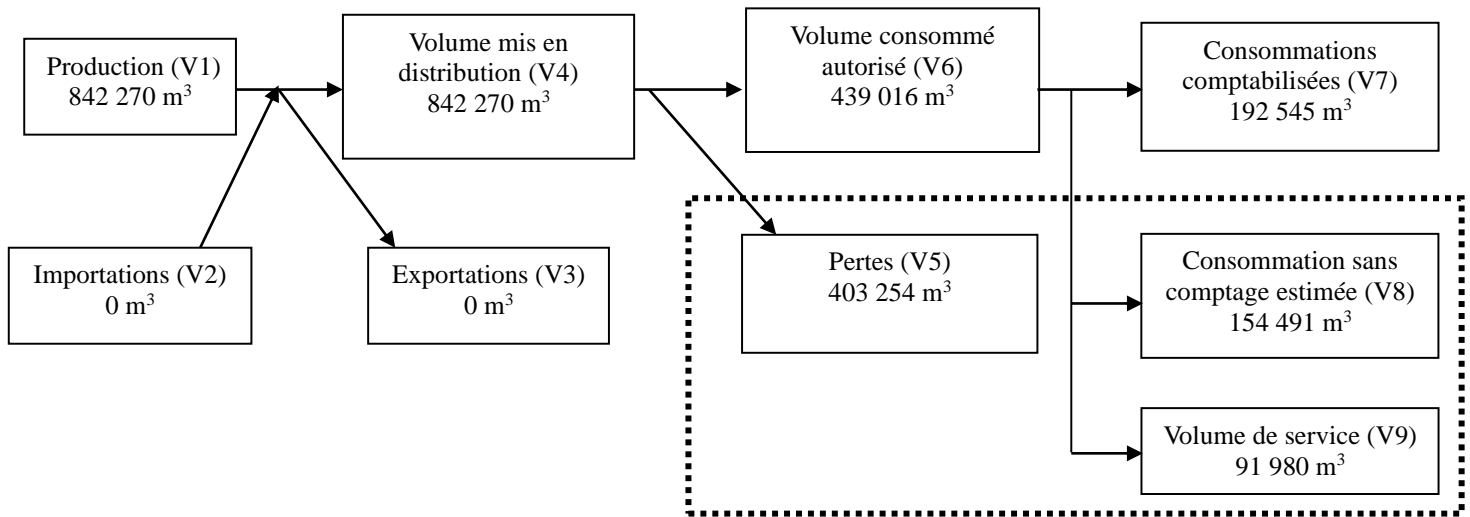 Production (V1)
842 270 m³
Volume mis en
distribution (V4)
842 270 m³
Volume consommé
autorisé (V6)
439 016 m³
Consommations
comptabilisées (V7)
192 545 m³
Importations (V2)
0 m³
Exportations (V3)
0 m³
Pertes (V5)
403 254 m³
Consommation sans
comptage estimée (V8)
154 491 m³
Volume de service (V9)
91 980 m³